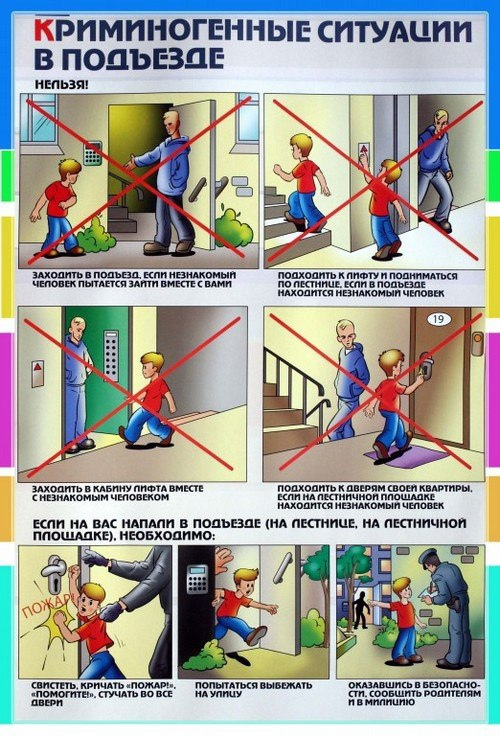 КРИМИНОГЕННЫЕ СИТУАЦИИ
В ПОДЪЕЗДЕ
НЕЛЬЗЯ!
ЗАХОДИТЬ В ПОДЪЕЗД, ЕСЛИ НЕЗНАКОМЫЙ
ЧЕЛОВЕК ПЫТАЕТСЯ ЗАЙТИ ВМЕСТЕ С ВАМИ
ПОДХОДИТЬ К ЛИФТУ И ПОДНИМАТЬСЯ
ПО ЛЕСТНИЦЕ, ЕСЛИ В ПОДЪЕЗДЕ
НАХОДИТСЯ НЕЗНАКОМЫЙ ЧЕЛОВЕК
19
ЗАХОДИТЬ В КАБИНУ ЛИФТА ВМЕСТЕ
С НЕЗНАКОМЫМ ЧЕЛОВЕКОМ
ПОДХОДИТЬ К ДВЕРЯМ СВОЕЙ КВАРТИРЫ,
ЕСЛИ НА ЛЕСТНИЧНОЙ ПЛОЩАДКЕ
НАХОДИТСЯ НЕЗНАКОМЫЙ ЧЕЛОВЕК
ЕСЛИ НА ВАС НАПАЛИ В ПОДЪЕЗДЕ (НА ЛЕСТНИЦЕ, НА ЛЕСТНИЧНОЙ
ПЛОЩАДКЕ), НЕОБХОДИМО:
ПОЖАР!
СВИСТЕТЬ, КРИЧАТЬ «ПОЖАР!»,
«ПОМОГИТЕ!», СТУЧАТЬ ВО ВСЕ
ДВЕРИ
ПОПЫТАТЬСЯ ВЫБЕЖАТЬ
НА УЛИЦУ
ОКАЗАВШИСЬ В БЕЗОПАСНО-
СТИ, СООБЩИТЬ РОДИТЕЛЯМ
И В МИЛИЦИЮ